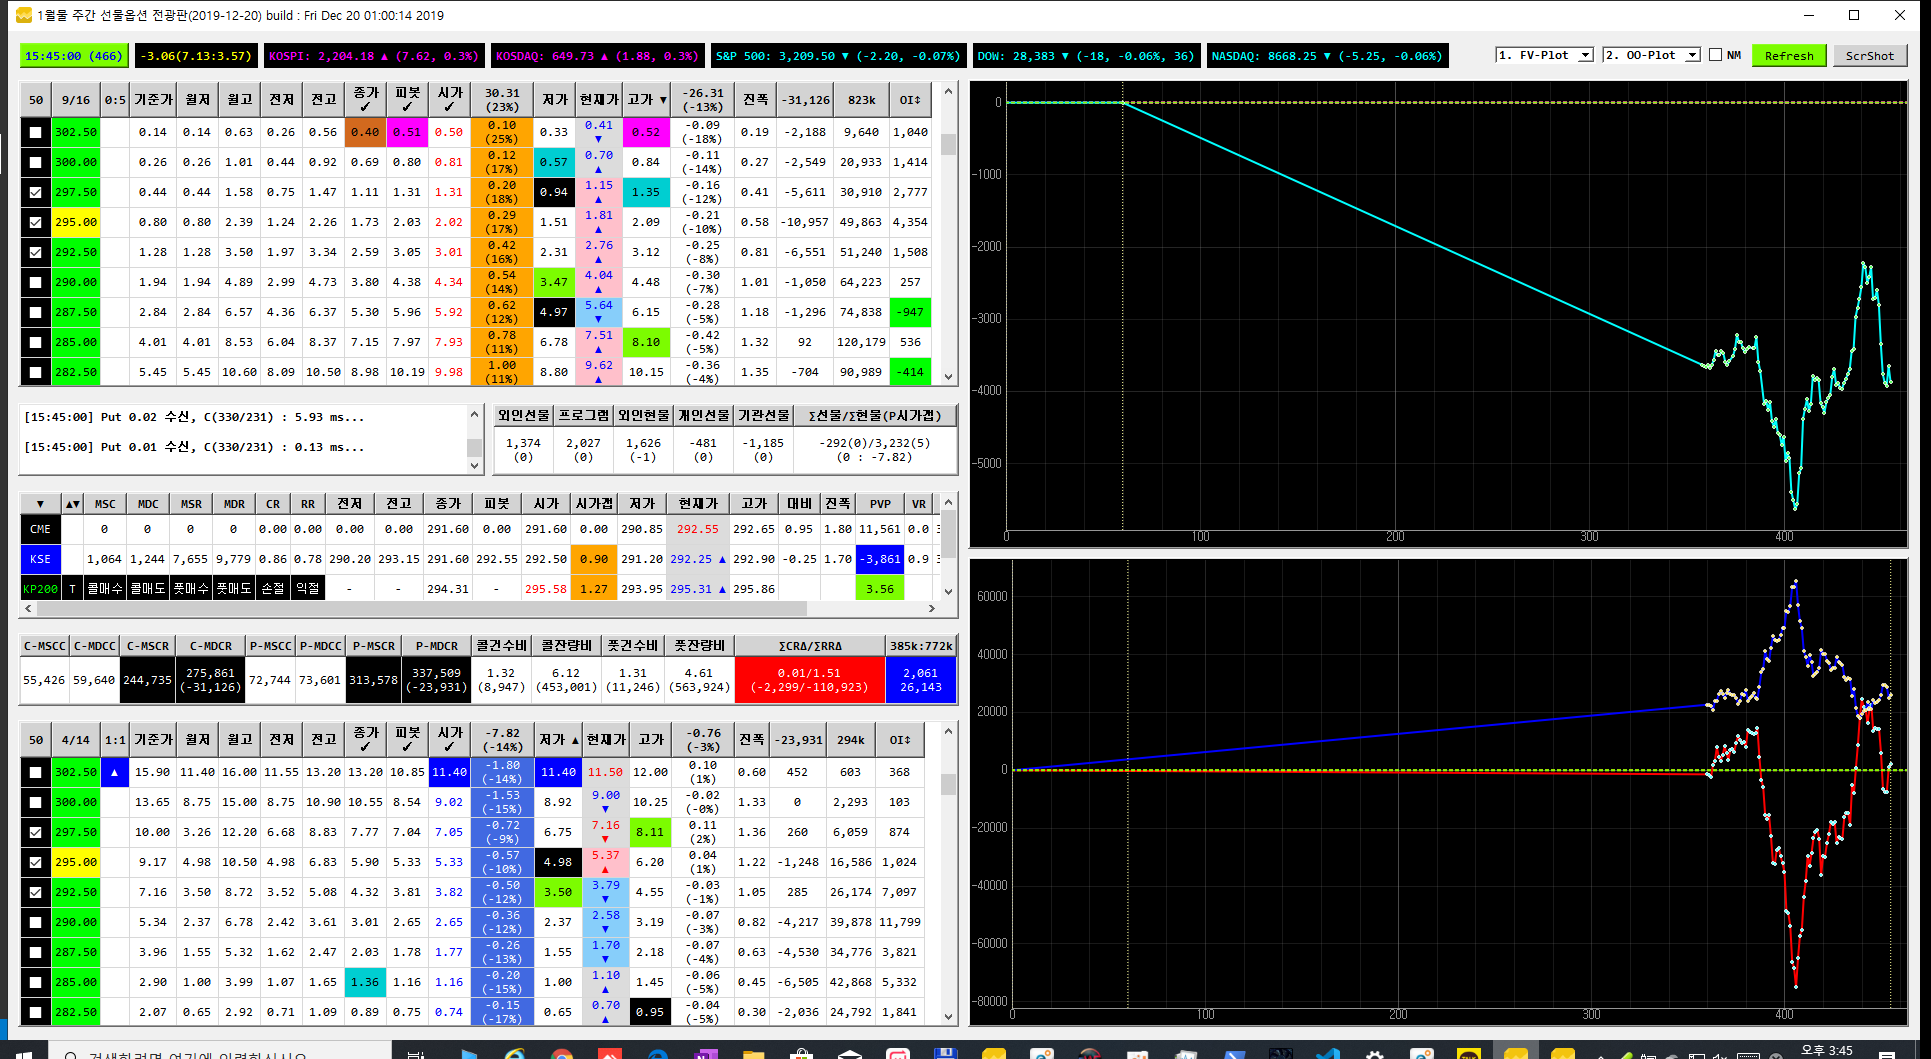 1월물 주간 선물옵션 전광판(2019-12-20) build : Fri Dec 20 01:00:14 2019
15:45:00 (466) -3.06(7.13:3.57) KOSPI: 2,204.18 ▲ (7.62, 0.3%) KOSDAQ: 649.73 ▲ (1.88, 0.3%) S&P 500: 3,209.50 ▼ (-2.20, -0.07%) DOW: 28,383 ▼ (-18, -0.06%, 36) NASDAQ: 8668.25 ▼ (-5.25, -0.06%) 1. FV-Plot 2. OO-Plot NM Refresh ScrShot
50 9/16 0:5 기준가 월저 월고 전저 전고 종가 ✓ 피봇 ✓ 시가 ✓ 30.31 (23%) 저가 현재가 고가 ▼ -26.31 (-13%) 진폭 -31,126 823k OI↕
302.50 0.14 0.14 0.63 0.26 0.56 0.40 0.51 0.50 0.10 (25%) 0.33 0.41 ▼ 0.52 -0.09 (-18%) 0.19 -2,188 9,640 1,040
300.00 0.26 0.26 1.01 0.44 0.92 0.69 0.80 0.81 0.12 (17%) 0.57 0.70 ▲ 0.84 -0.11 (-14%) 0.27 -2,549 20,933 1,414
297.50 0.44 0.44 1.58 0.75 1.47 1.11 1.31 1.31 0.20 (18%) 0.94 1.15 ▲ 1.35 -0.16 (-12%) 0.41 -5,611 30,910 2,777
295.00 0.80 0.80 2.39 1.24 2.26 1.73 2.03 2.02 0.29 (17%) 1.51 1.81 ▲ 2.09 -0.21 (-10%) 0.58 -10,957 49,863 4,354
292.50 1.28 1.28 3.50 1.97 3.34 2.59 3.05 3.01 0.42 (16%) 2.31 2.76 ▲ 3.12 -0.25 (-8%) 0.81 -6,551 51,240 1,508
290.00 1.94 1.94 4.89 2.99 4.73 3.80 4.38 4.34 0.54 (14%) 3.47 4.04 ▲ 4.48 -0.30 (-7%) 1.01 -1,050 64,223 257
287.50 2.84 2.84 6.57 4.36 6.37 5.30 5.96 5.92 0.62 (12%) 4.97 5.64 ▼ 6.15 -0.28 (-5%) 1.18 -1,296 74,838 -947
285.00 4.01 4.01 8.53 6.04 8.37 7.15 7.97 7.93 0.78 (11%) 6.78 7.51 ▲ 8.10 -0.42 (-5%) 1.32 92 120,179 536
282.50 5.45 5.45 10.60 8.09 10.50 8.98 10.19 9.98 1.00 (11%) 8.80 9.62 ▲ 10.15 -0.36 (-4%) 1.35 -704 90,989 -414
[15:45:00] Put 0.02 수신, C(330/231) : 5.93 ms...
[15:45:00] Put 0.01 수신, C(330/231) : 0.13 ms...
외인선물 프로그램 외인현물 개인선물 기관선물 Σ선물/Σ현물(P시가갭)
1,374 2,027 1,626 -481 -1,185 -292(0)/3,232(5)
(0) (0) (-1) (0) (0) (0 : -7.82)
▼ ▲▼ MSC MDC MSR MDR CR RR 전저 전고 종가 피봇 시가 시가갭 저가 현재가 고가 대비 진폭 PVP VR
CME 0 0 0 0 0.00 0.00 0.00 0.00 291.60 0.00 291.60 0.00 290.85 292.55 292.65 0.95 1.80 11,561 0.0
KSE 1,064 1,244 7,655 9,779 0.86 0.78 290.20 293.15 291.60 292.55 292.50 0.90 291.20 292.25 ▲ 292.90 -0.25 1.70 -3,861 0.9
KP200 T 콜매수 콜매도 풋매수 풋매도 손절 익절 - - 294.31 - 295.58 1.27 293.95 295.31 ▲ 295.86 3.56
C-MSCC C-MDCC C-MSCR C-MDCR P-MSCC P-MDCC P-MSCR P-MDCR 콜건수비 콜잔량비 풋건수비 풋잔량비 ΣCRΔ/ΣRRΔ 385k:772k
55,426 59,640 244,735 275,861 (-31,126) 72,744 73,601 313,578 337,509 (-23,931) 1.32 (8,947) 6.12 (453,001) 1.31 (11,246) 4.61 (563,924) 0.01/1.51 (-2,299/-110,923) 2,061 26,143
50 4/14 1:1 기준가 월저 월고 전저 전고 종가 ✓ 피봇 ✓ 시가 ✓ -7.82 (-14%) 저가 ▲ 현재가 고가 -0.76 (-3%) 진폭 -23,931 294k OI↕
302.50 ▲ 15.90 11.40 16.00 11.55 13.20 13.20 10.85 11.40 -1.80 (-14%) 11.40 11.50 12.00 0.10 (1%) 0.60 452 603 368
300.00 13.65 8.75 15.00 8.75 10.90 10.55 8.54 9.02 -1.53 (-15%) 8.92 9.00 ▼ 10.25 -0.02 (-0%) 1.33 0 2,293 103
297.50 10.00 3.26 12.20 6.68 8.83 7.77 7.04 7.05 -0.72 (-9%) 6.75 7.16 ▼ 8.11 0.11 (2%) 1.36 260 6,059 874
295.00 9.17 4.98 10.50 4.98 6.83 5.90 5.33 5.33 -0.57 (-10%) 4.98 5.37 ▲ 6.20 0.04 (1%) 1.22 -1,248 16,586 1,024
292.50 7.16 3.50 8.72 3.52 5.08 4.32 3.81 3.82 -0.50 (-12%) 3.50 3.79 ▼ 4.55 -0.03 (-1%) 1.05 285 26,174 7,097
290.00 5.34 2.37 6.78 2.42 3.61 3.01 2.65 2.65 -0.36 (-12%) 2.37 2.58 ▼ 3.19 -0.07 (-3%) 0.82 -4,217 39,878 11,799
287.50 3.96 1.55 5.32 1.62 2.47 2.03 1.78 1.77 -0.26 (-13%) 1.55 1.70 ▼ 2.18 -0.07 (-4%) 0.63 -4,530 34,776 3,821
285.00 2.90 1.00 3.99 1.07 1.65 1.36 1.16 1.16 -0.20 (-15%) 1.00 1.10 ▲ 1.45 -0.06 (-5%) 0.45 -6,505 42,868 5,332
282.50 2.07 0.65 2.92 0.71 1.09 0.89 0.75 0.74 -0.15 (-17%) 0.65 0.70 ▲ 0.95 -0.04 (-5%) 0.30 -2,036 24,792 1,841
0
-1000
-2000
-3000
-4000
-5000
0 100 200 300 400
60000
40000
20000
0
-20000
-40000
-60000
-80000
0 100 200 300 400
검색하려면 여기에 입력하십시오
오후 3:45